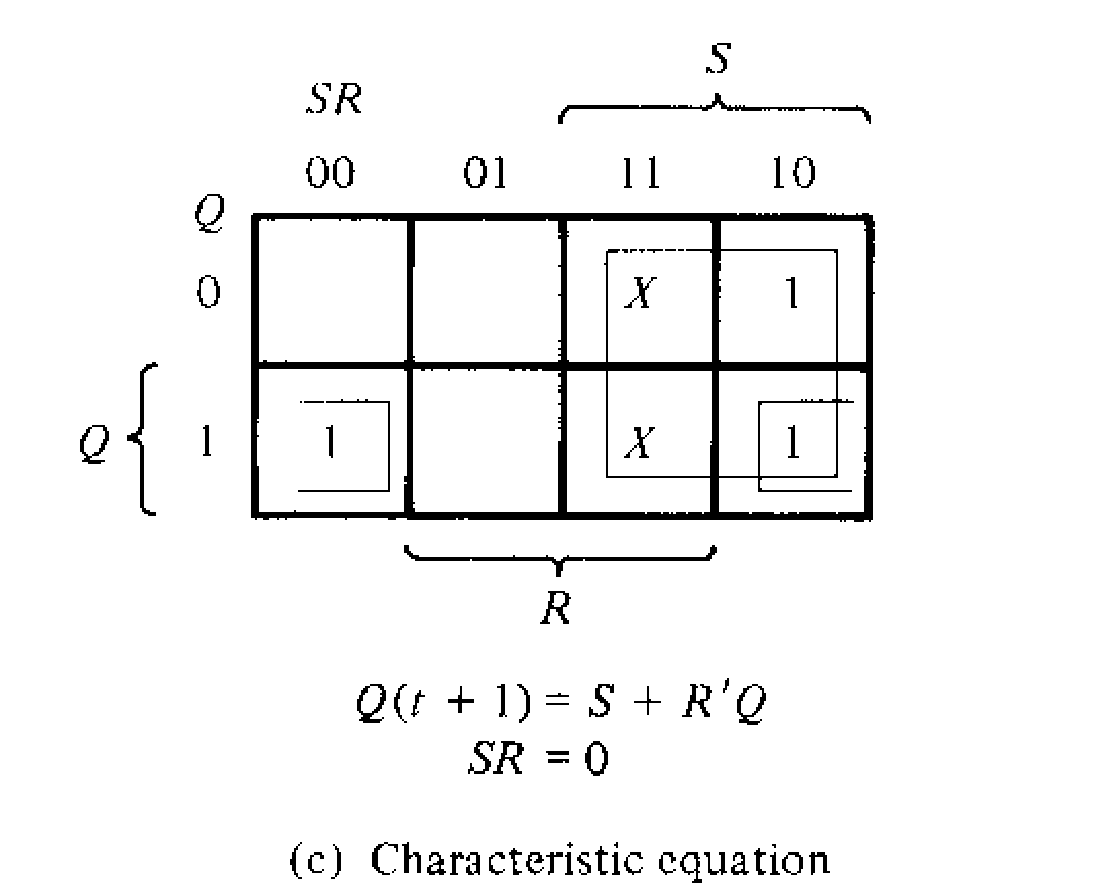 S
SR
00 01 11 10
Q
0 X 1
Q 1 1 X 1
R
Q(t + 1) = S + R'Q
SR = 0
(c) Characteristic equation